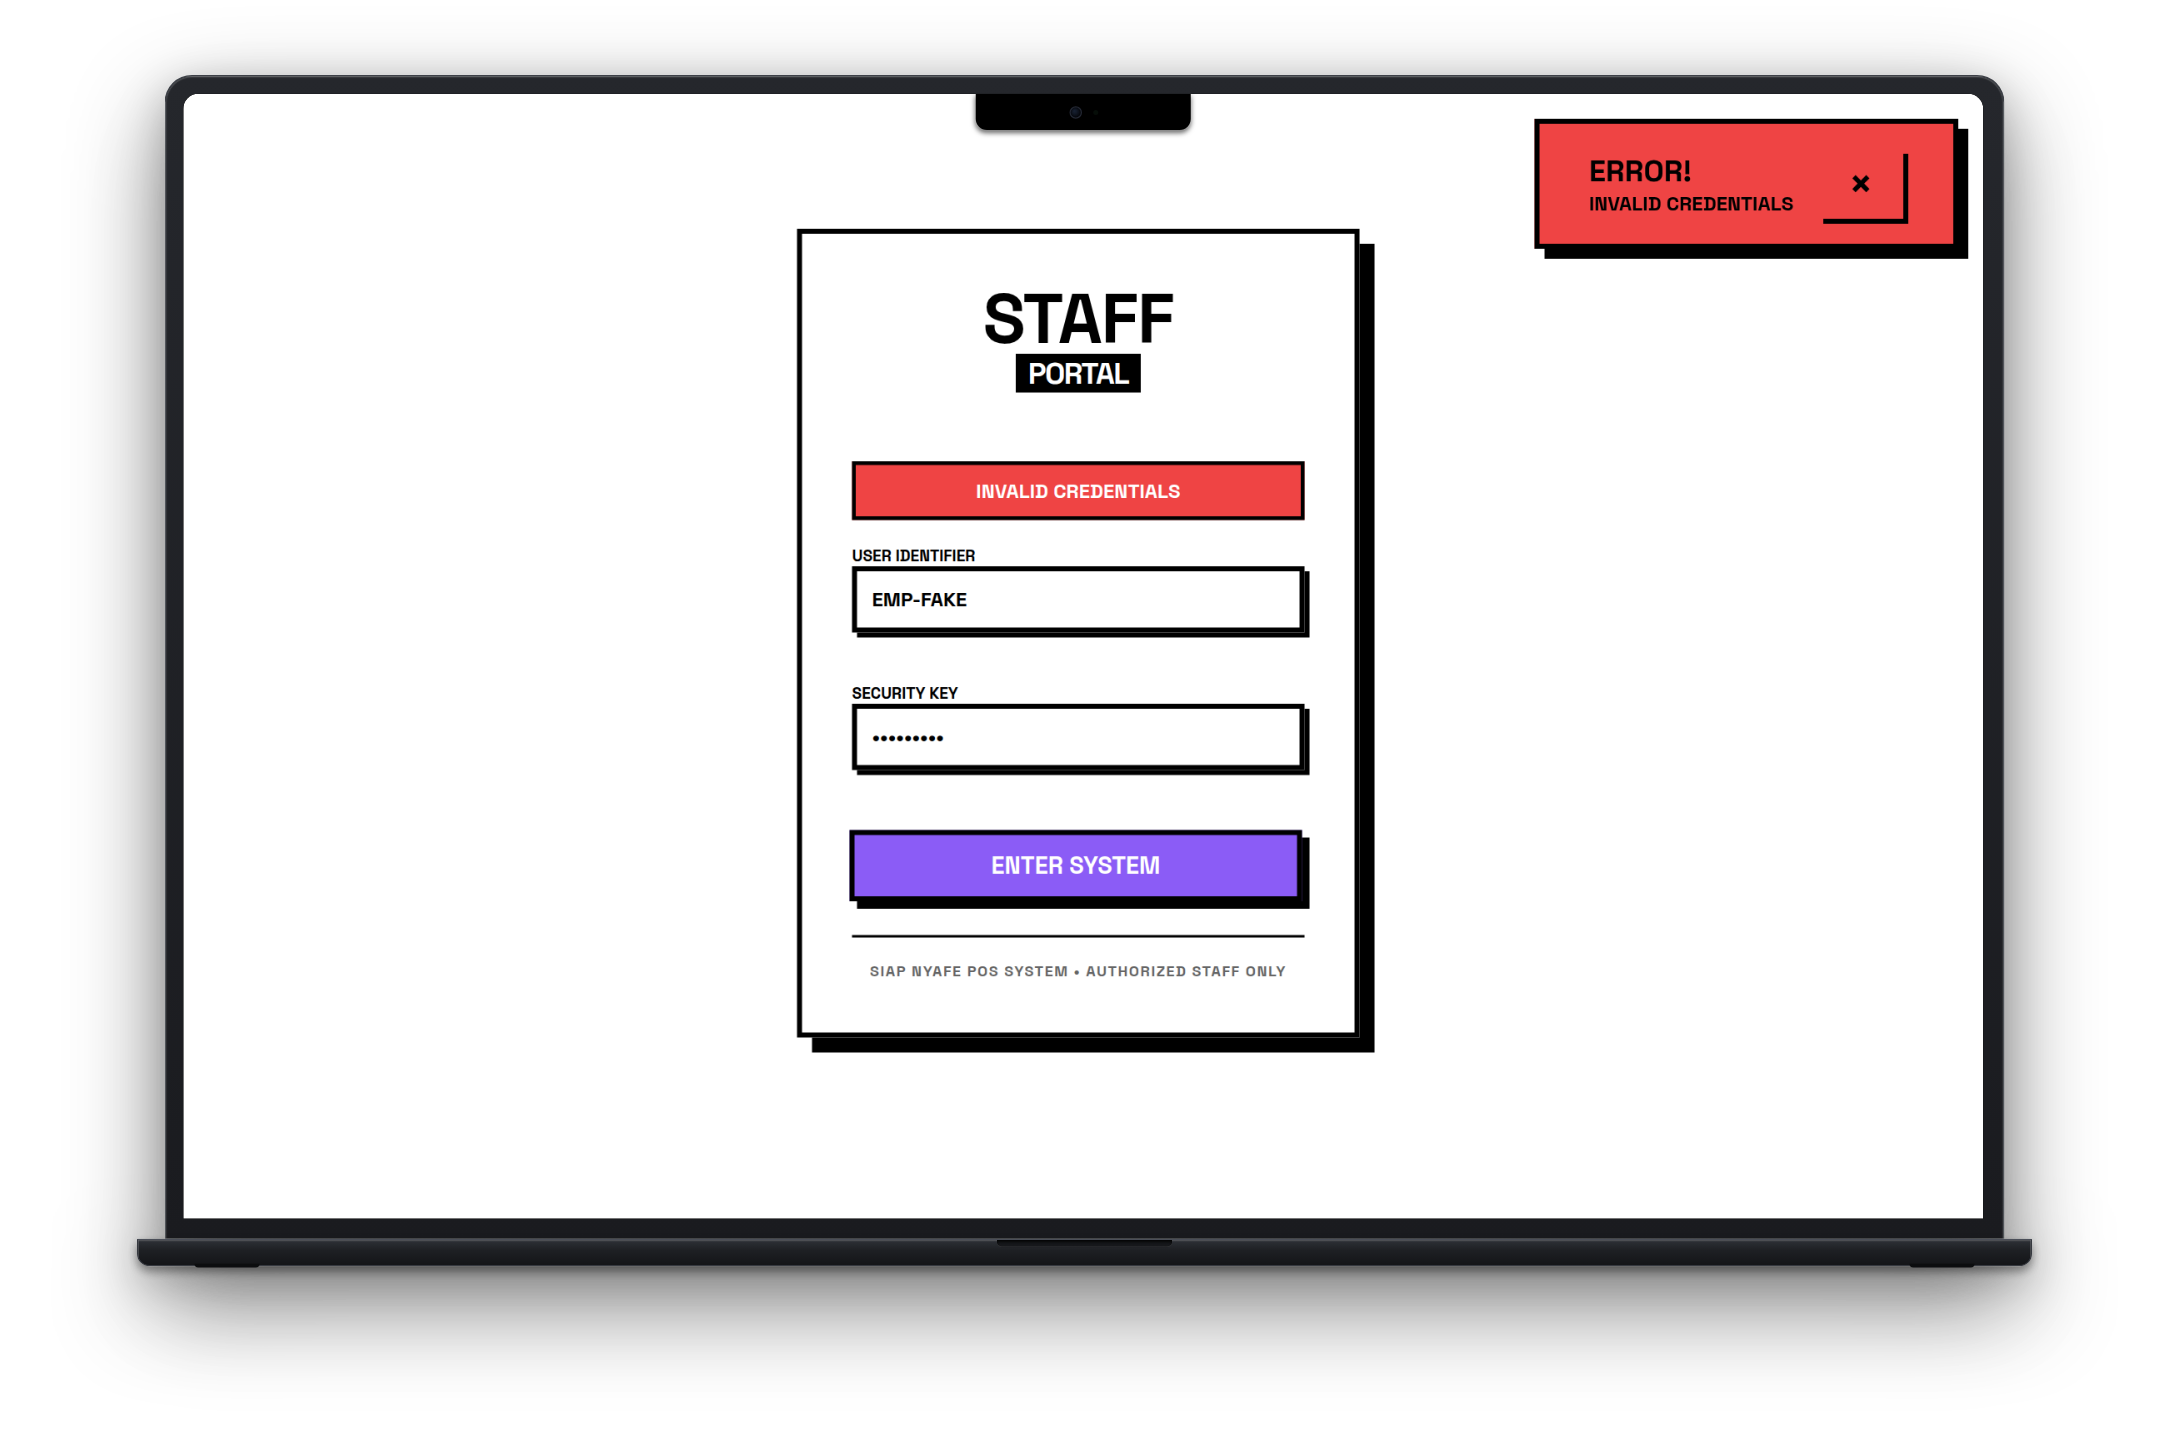 ERROR!
INVALID CREDENTIALS
×
STAFF
PORTAL
INVALID CREDENTIALS
USER IDENTIFIER
EMP-FAKE
SECURITY KEY
•••••••••
ENTER SYSTEM
SIAP NYAFE POS SYSTEM • AUTHORIZED STAFF ONLY